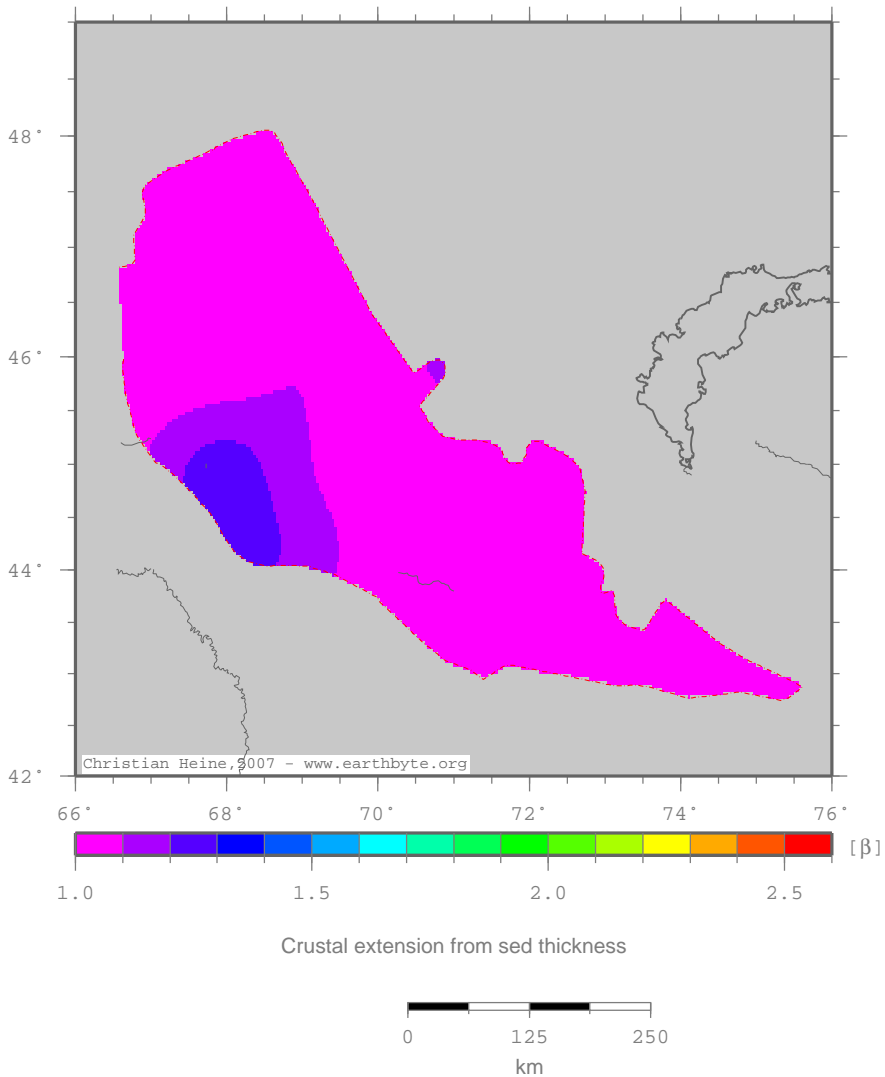 48°
46°
44°
42°
Christian Heine,2007 - www.earthbyte.org
66° 68° 70° 72° 74° 76°
[β]
1.0 1.5 2.0 2.5
Crustal extension from sed thickness
0 125 250
km